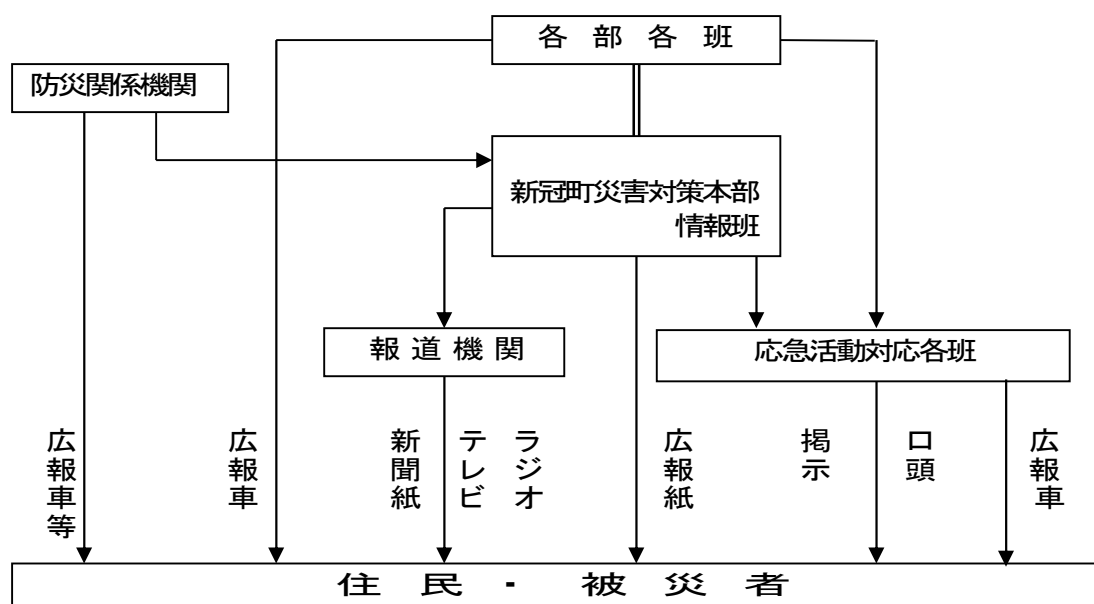 各 部 各 班
防災関係機関
新冠町災害対策本部
情報班
報 道 機 関
応急活動対応各班
広報車等
広報車
新聞紙
テレビ
ラジオ
広報紙
掲示
口頭
広報車
住 民 ・ 被 災 者